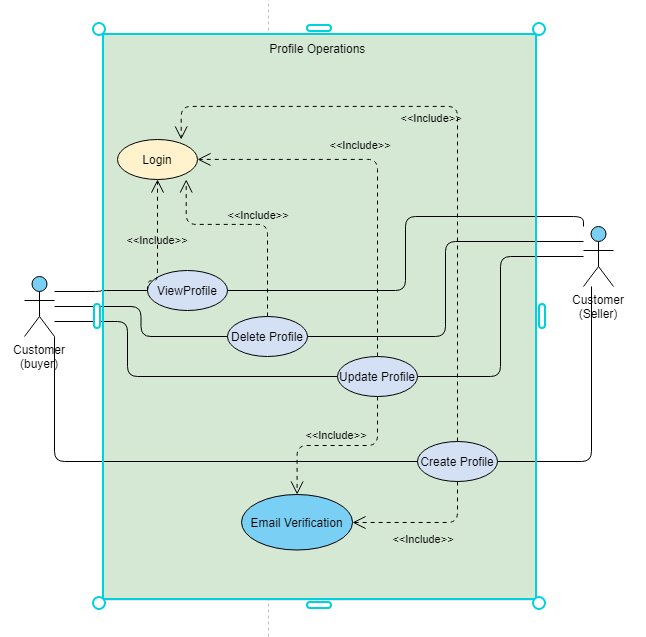 Profile Operations
<<Include>>
<<Include>>
Login
<<Include>>
<<Include>>
ViewProfile
Customer
(Seller)
Delete Profile
Customer
(buyer)
Update Profile
<<Include>>
Create Profile
Email Verification
<<Include>>